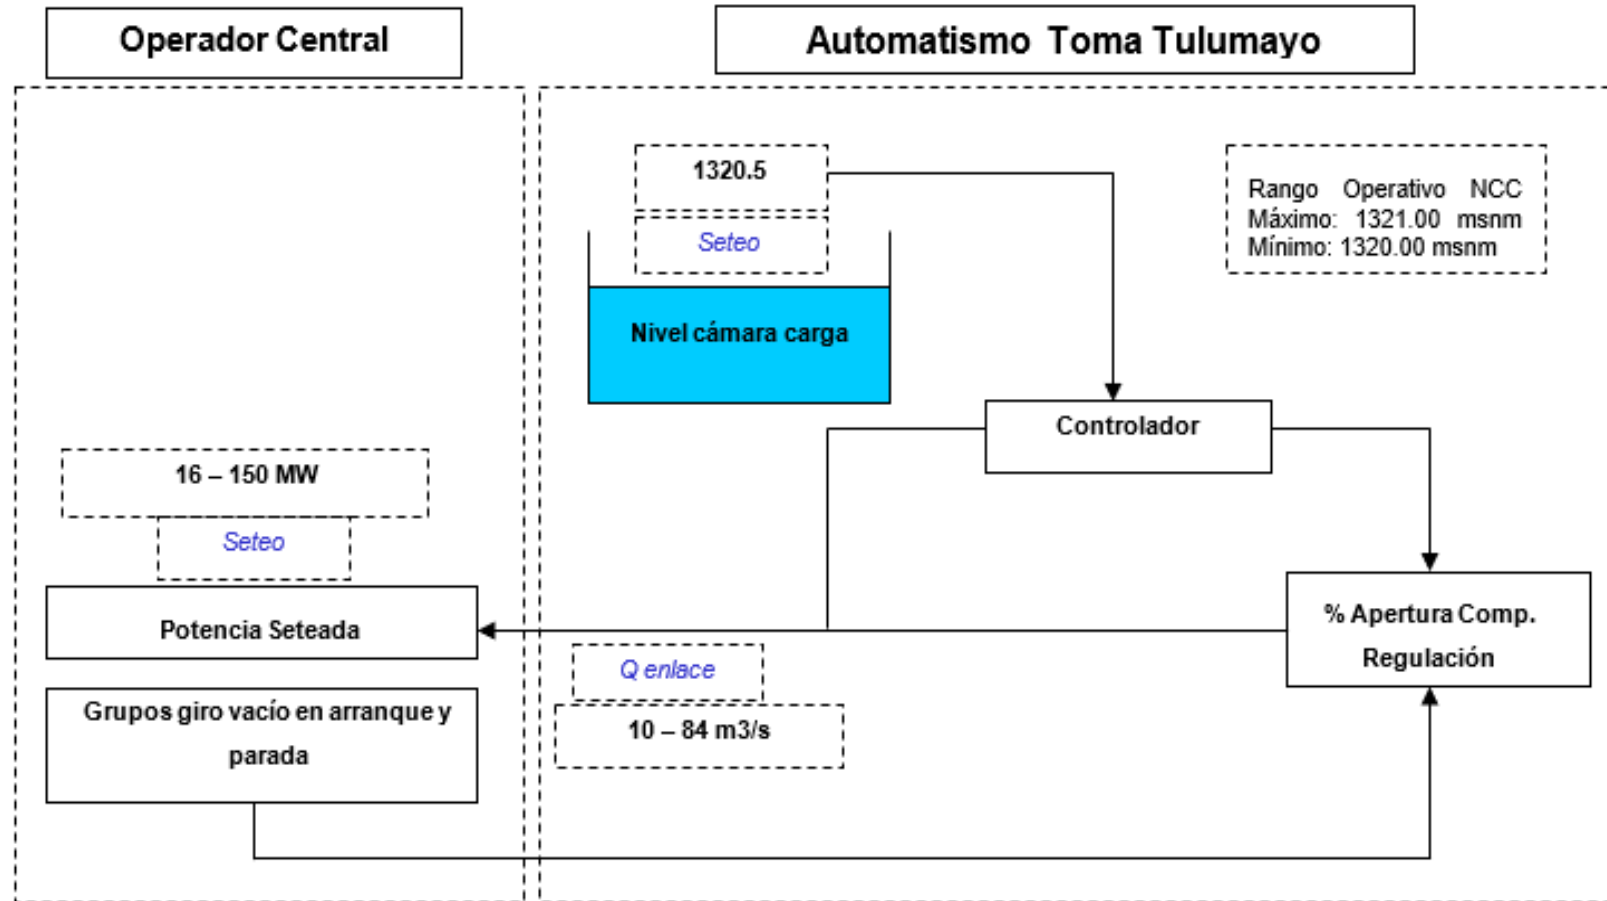 Operador Central
Automatismo Toma Tulumayo
1320.5
Seteo
Nivel cámara carga
Rango Operativo NCC
Máximo: 1321.00 msnm
Mínimo: 1320.00 msnm
Controlador
16 – 150 MW
Seteo
Potencia Seteada
% Apertura Comp.
Regulación
Q enlace
10 – 84 m3/s
Grupos giro vacío en arranque y
parada